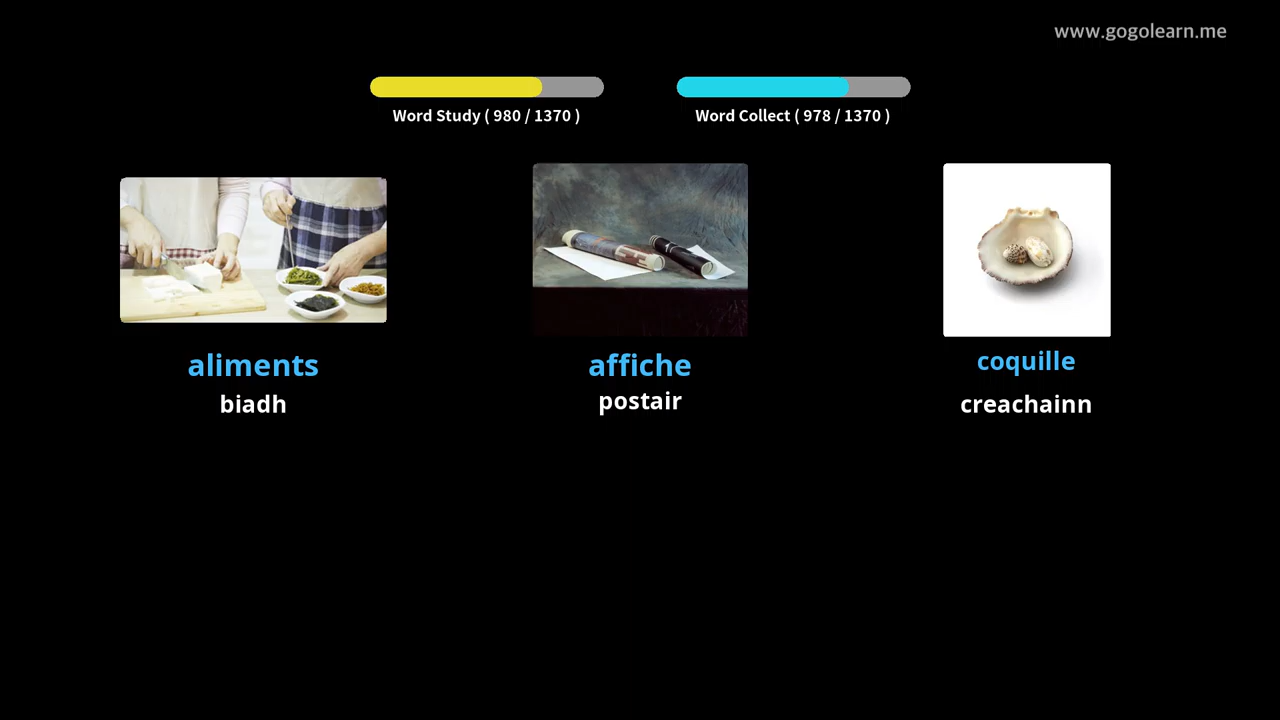 www.gogolearn.me
Word Study ( 980 / 1370 )
Word Collect ( 978 / 1370 )
aliments
biadh
affiche
postair
coquille
creachainn